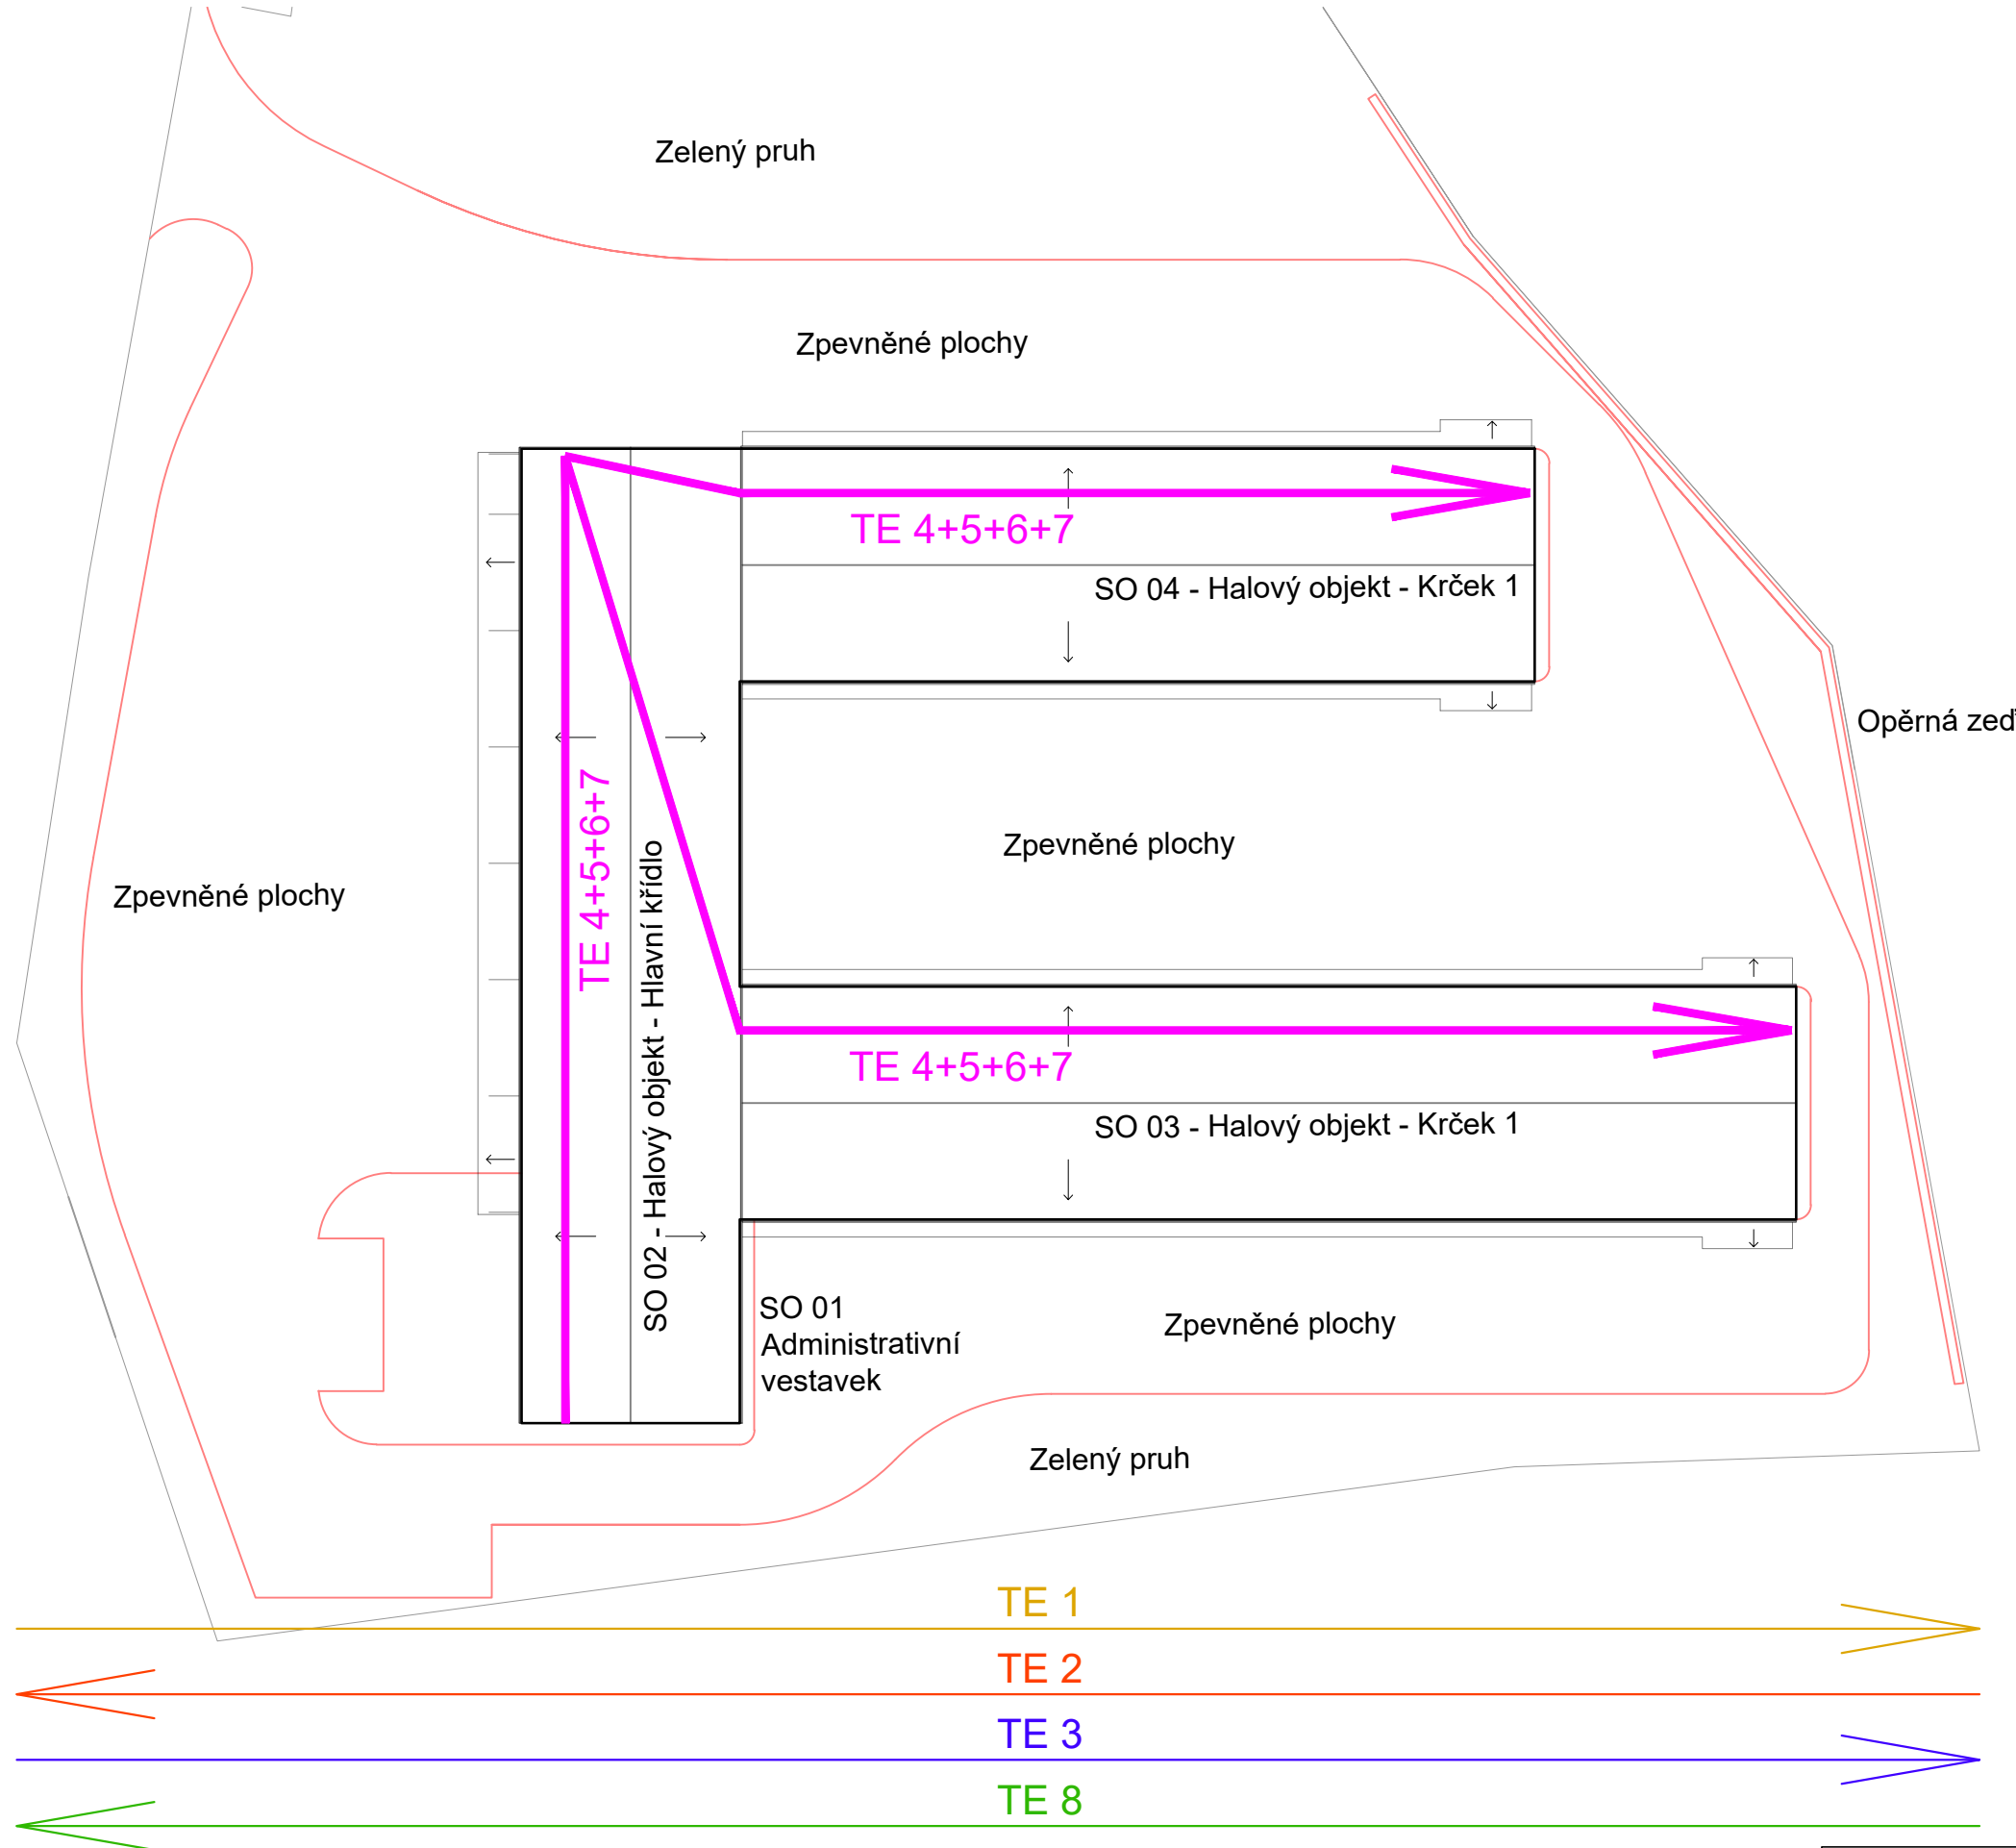 Zelený pruh
Zpevněné plochy
TE 4+5+6+7
SO 04 - Halový objekt - Krček 1
Opěrná zeď
TE 4+5+6+7
SO 02 - Halový objekt - Hlavní křídlo
Zpevněné plochy
Zpevněné plochy
TE 4+5+6+7
SO 03 - Halový objekt - Krček 1
SO 01
Administrativní
vestavek
Zpevněné plochy
Zelený pruh
TE 1
TE 2
TE 3
TE 8